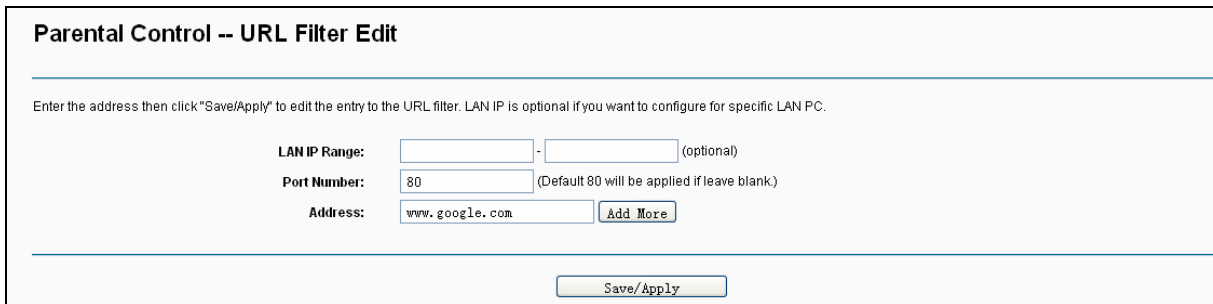 Parental Control -- URL Filter Edit
Enter the address then click "Save/Apply" to edit the entry to the URL filter. LAN IP is optional if you want to configure for specific LAN PC.
LAN IP Range: - (optional)
Port Number: 80 (Default 80 will be applied if leave blank.)
Address: www.google.com Add More
Save/Apply